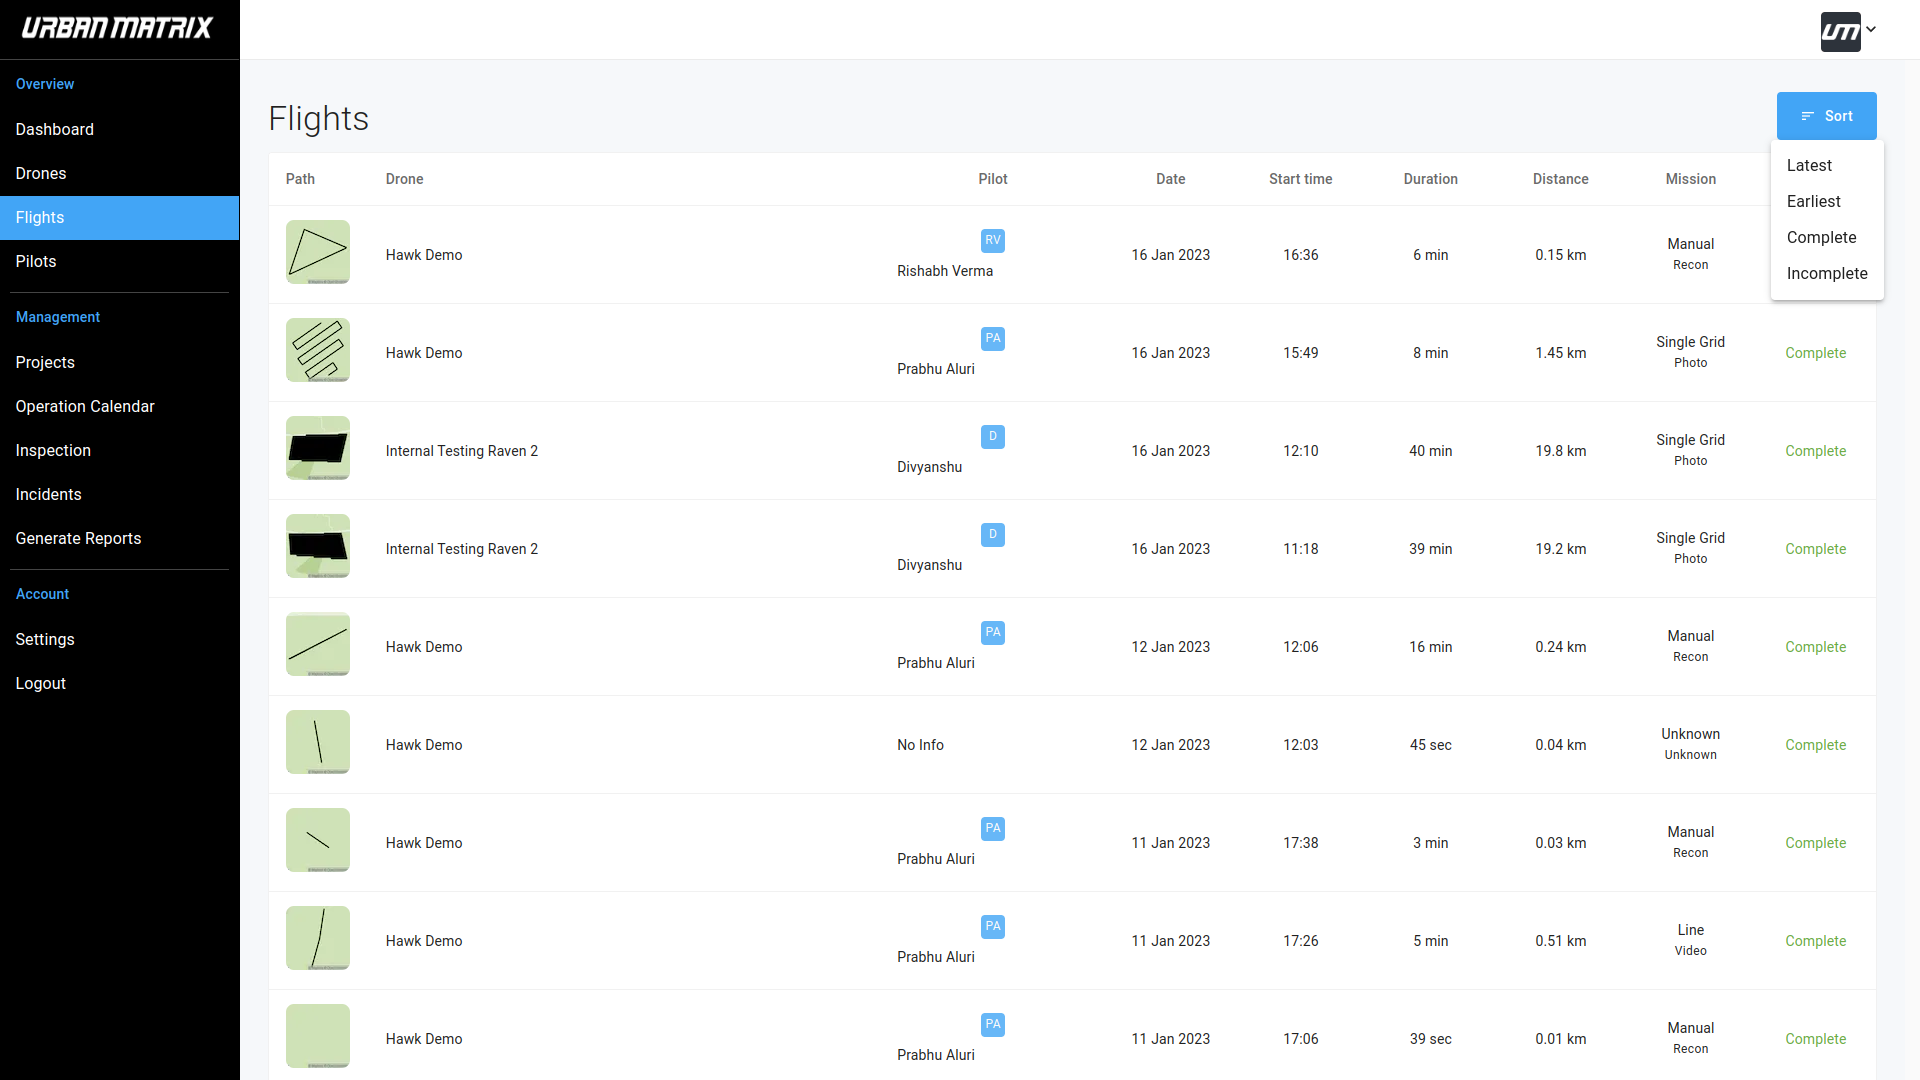 URBAN MATRIX
um
Overview
Dashboard
Drones
Flights
Pilots
Management
Projects
Operation Calendar
Inspection
Incidents
Generate Reports
Account
Settings
Logout
Flights
Sort
Latest
Earliest
Complete
Incomplete
Path Drone Pilot Date Start time Duration Distance Mission
Hawk Demo RV Rishabh Verma 16 Jan 2023 16:36 6 min 0.15 km Manual Recon
Hawk Demo PA Prabhu Aluri 16 Jan 2023 15:49 8 min 1.45 km Single Grid Photo Complete
Internal Testing Raven 2 D Divyanshu 16 Jan 2023 12:10 40 min 19.8 km Single Grid Photo Complete
Internal Testing Raven 2 D Divyanshu 16 Jan 2023 11:18 39 min 19.2 km Single Grid Photo Complete
Hawk Demo PA Prabhu Aluri 12 Jan 2023 12:06 16 min 0.24 km Manual Recon Complete
Hawk Demo No Info 12 Jan 2023 12:03 45 sec 0.04 km Unknown Unknown Complete
Hawk Demo PA Prabhu Aluri 11 Jan 2023 17:38 3 min 0.03 km Manual Recon Complete
Hawk Demo PA Prabhu Aluri 11 Jan 2023 17:26 5 min 0.51 km Line Video Complete
Hawk Demo PA Prabhu Aluri 11 Jan 2023 17:06 39 sec 0.01 km Manual Recon Complete